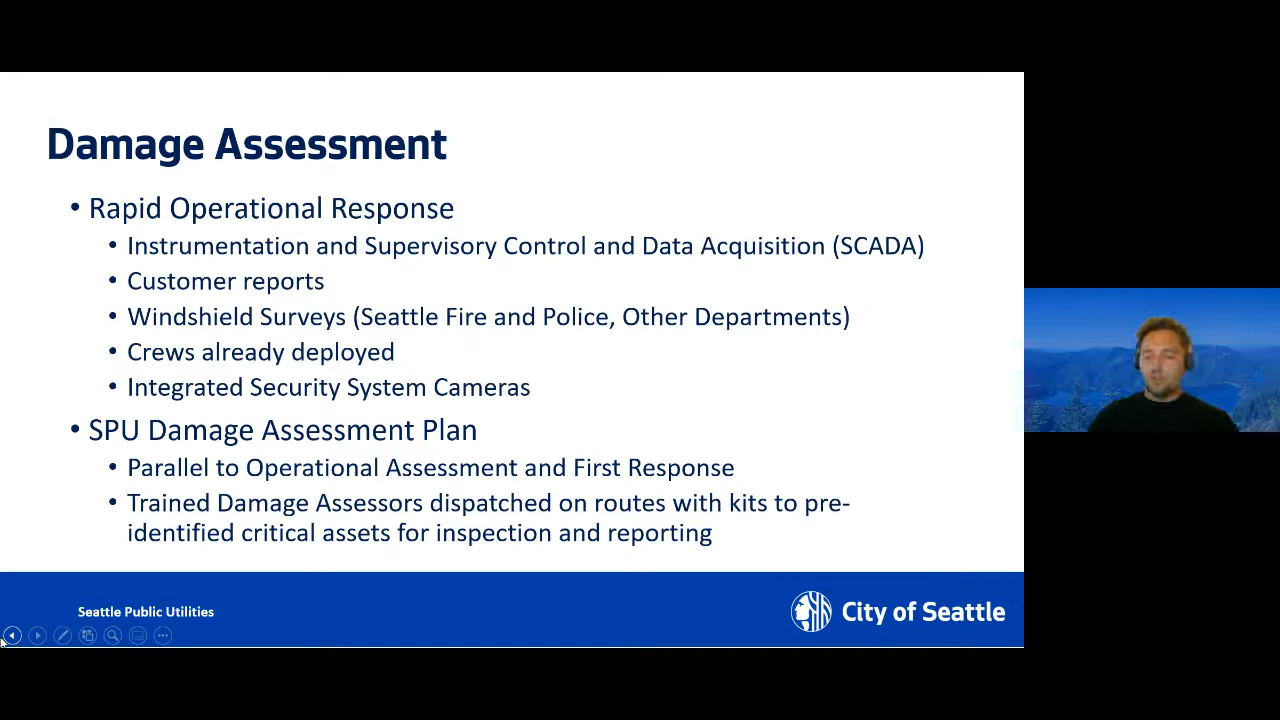 Damage Assessment
• Rapid Operational Response
• Instrumentation and Supervisory Control and Data Acquisition (SCADA)
• Customer reports
• Windshield Surveys (Seattle Fire and Police, Other Departments)
• Crews already deployed
• Integrated Security System Cameras
• SPU Damage Assessment Plan
• Parallel to Operational Assessment and First Response
• Trained Damage Assessors dispatched on routes with kits to pre-
identified critical assets for inspection and reporting
Seattle Public Utilities
City of Seattle